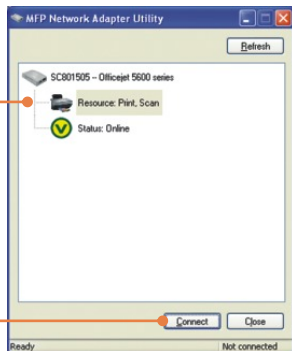 MFP Network Adapter Utility
Refresh
SC801505 – Officejet 5600 series
Resource: Print, Scan
Status: Online
Connect Close
Ready Not connected